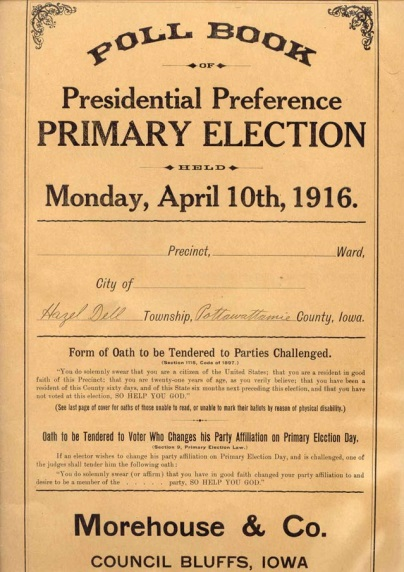 POLL BOOK
OF
Presidential Preference
PRIMARY ELECTION
HELD
Monday, April 10th, 1916.
Precinct, Ward,
City of
Hazel Dell Township, Pottawattamie County, Iowa.
Form of Oath to be Tendered to Parties Challenged.
(Section 1115, Code of 1897.)
"You do solemnly swear that you are a citizen of the United States; that you are a resident in good
faith of this Precinct; that you are twenty-one years of age, as you verily believe; that you have been a
resident of this County sixty days, and of this State six months next preceding this election, and that you have
not voted at this election, SO HELP YOU GOD."
(See last page of cover for oaths of those unable to read, or unable to mark their ballots by reason of physical disability.)
Oath to be Tendered to Voter Who Changes his Party Affiliation on Primary Election Day.
(Section 9, Primary Election Law.)
If an elector wishes to change his party affiliation on Primary Election Day, and is challenged, one of
the judges shall tender him the following oath:
"You do solemnly swear (or affirm) that you have in good faith changed your party affiliation to and
desire to be a member of the . . . . . . . . party, SO HELP YOU GOD."
Morehouse & Co.
COUNCIL BLUFFS, IOWA